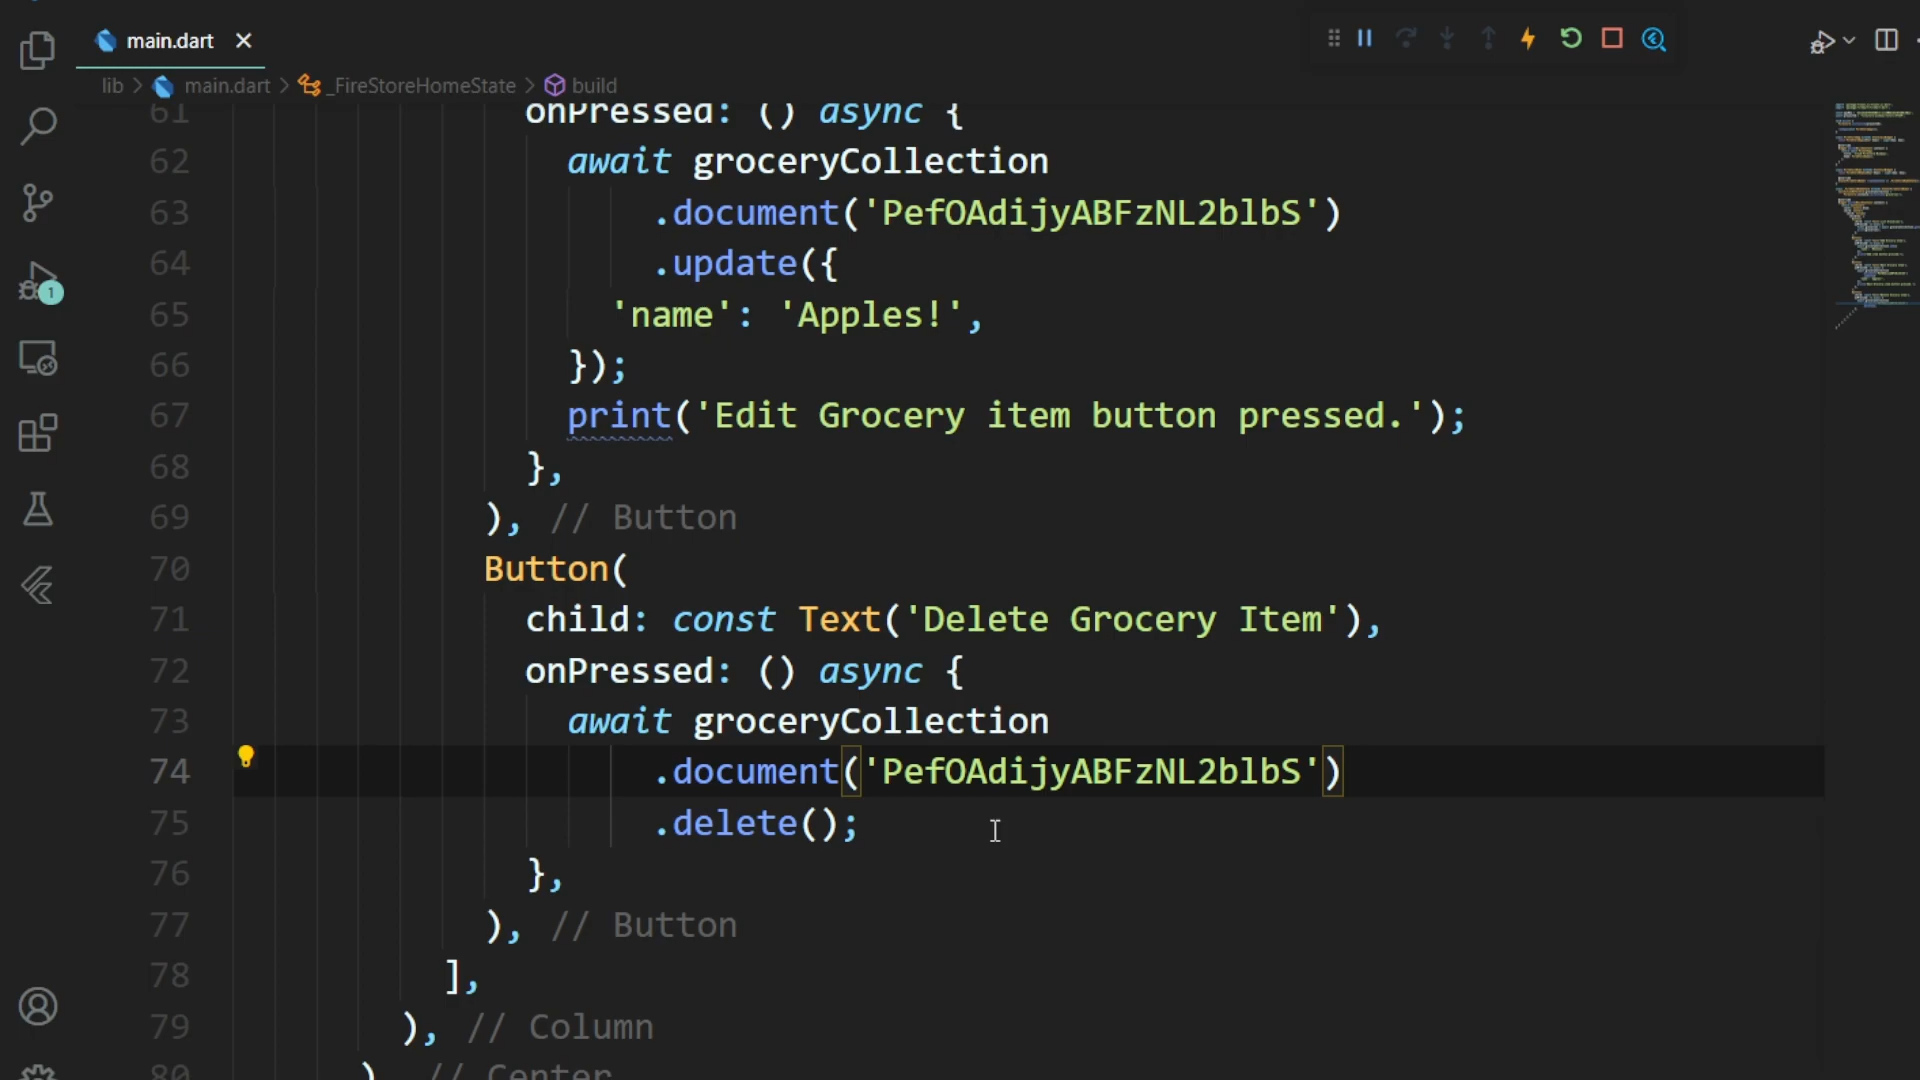 main.dart
lib > main.dart > _FireStoreHomeState > build
61 onPressed: () async {
62 await groceryCollection
63 .document('PefOAdijyABFzNL2blbS')
64 .update({
65 'name': 'Apples!',
66 });
67 print('Edit Grocery item button pressed.');
68 },
69 ), // Button
70 Button(
71 child: const Text('Delete Grocery Item'),
72 onPressed: () async {
73 await groceryCollection
74 .document('PefOAdijyABFzNL2blbS')
75 .delete();
76 },
77 ), // Button
78 ],
79 ), // Column
80 ), // Center
1